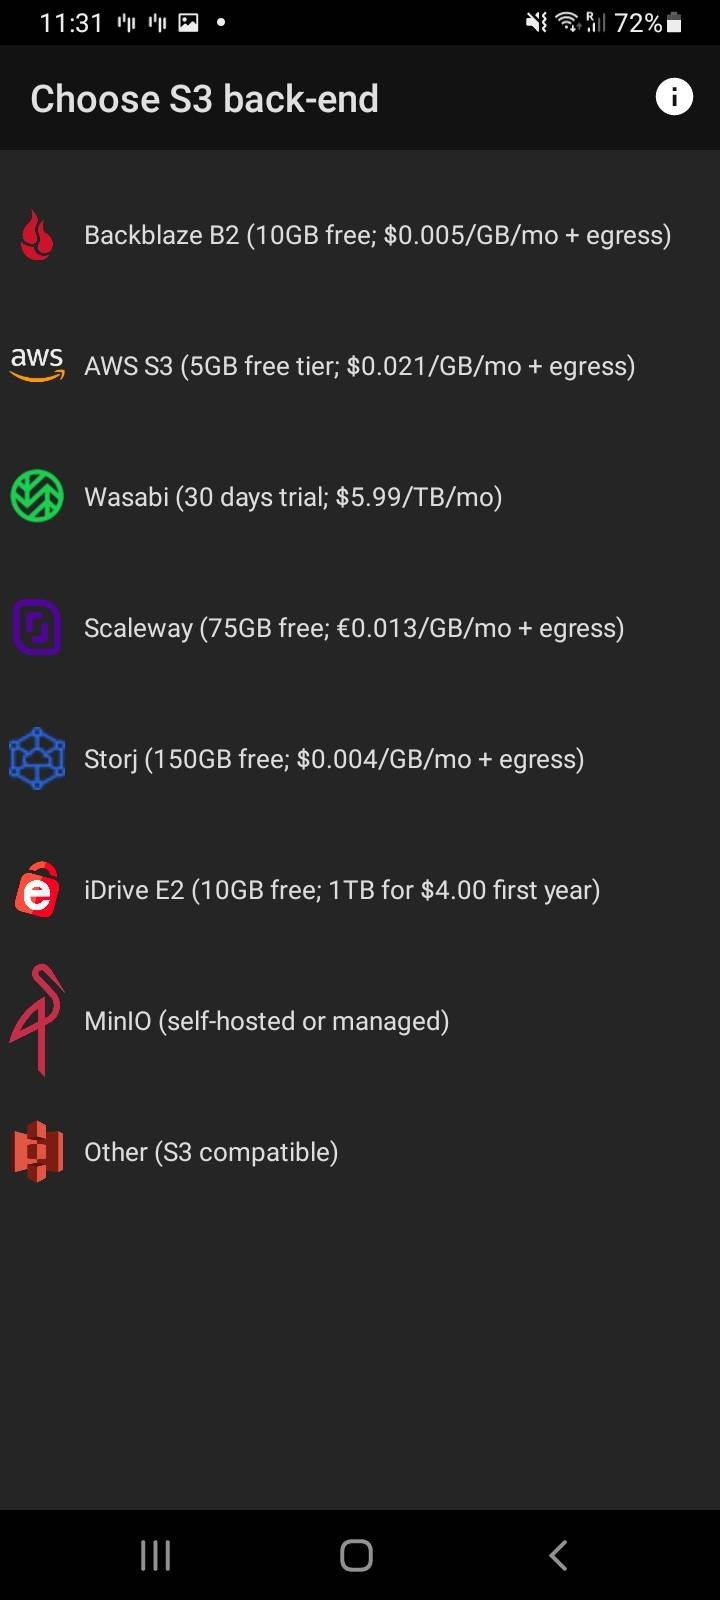 11:31 72%
Choose S3 back-end
Backblaze B2 (10GB free; $0.005/GB/mo + egress)
aws AWS S3 (5GB free tier; $0.021/GB/mo + egress)
Wasabi (30 days trial; $5.99/TB/mo)
Scaleway (75GB free; €0.013/GB/mo + egress)
Storj (150GB free; $0.004/GB/mo + egress)
e iDrive E2 (10GB free; 1TB for $4.00 first year)
MinIO (self-hosted or managed)
Other (S3 compatible)